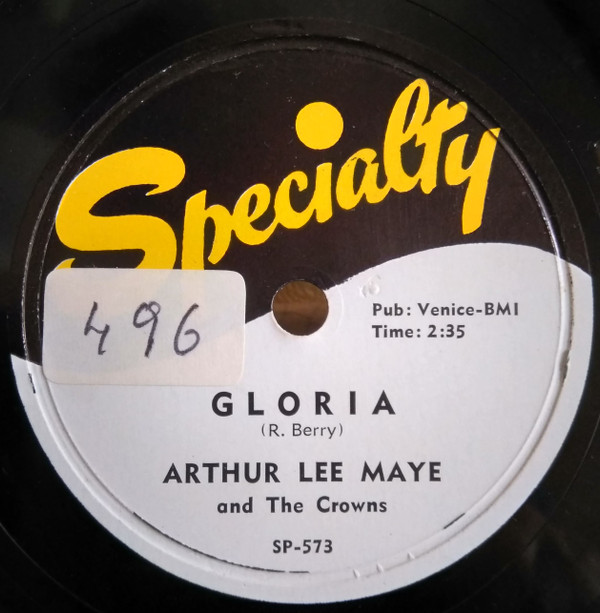 Specialty
496
Pub: Venice-BMI
Time: 2:35
GLORIA
(R. Berry)
ARTHUR LEE MAYE
and The Crowns
SP-573